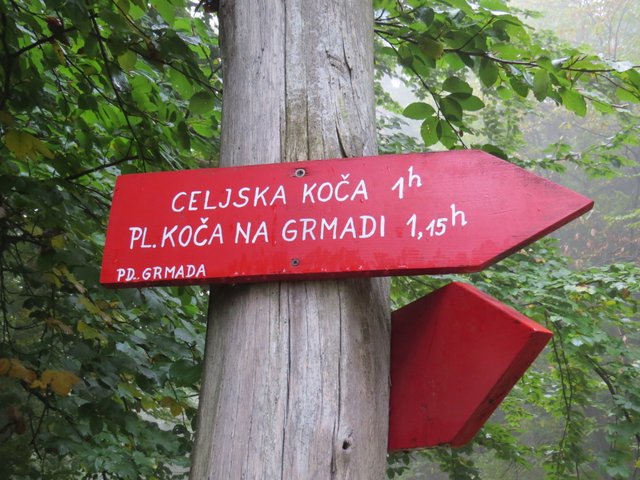 CELJSKA KOČA 1h
PL. KOČA NA GRMADI 1,15h
PD. GRMADA